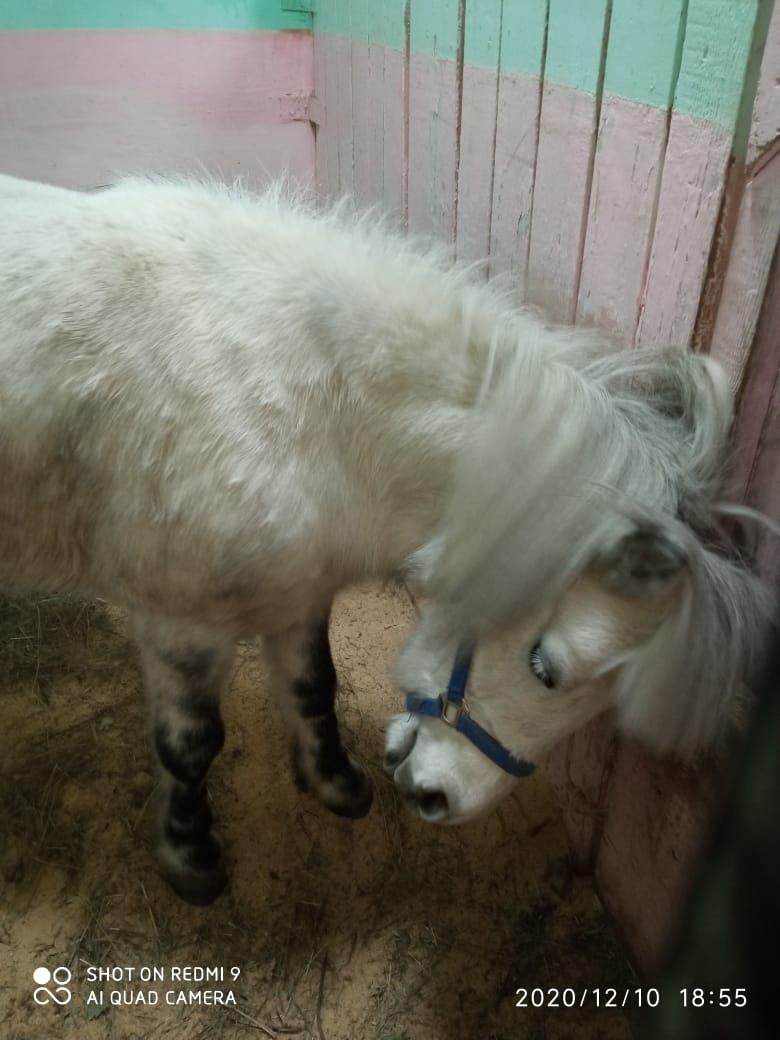 SHOT ON REDMI 9
AI QUAD CAMERA
2020/12/10 18:55